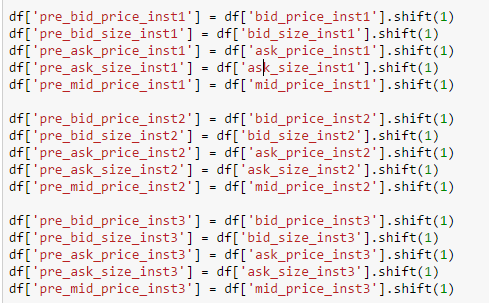 df['pre_bid_price_inst1'] = df['bid_price_inst1'].shift(1)
df['pre_bid_size_inst1'] = df['bid_size_inst1'].shift(1)
df['pre_ask_price_inst1'] = df['ask_price_inst1'].shift(1)
df['pre_ask_size_inst1'] = df['ask_size_inst1'].shift(1)
df['pre_mid_price_inst1'] = df['mid_price_inst1'].shift(1)

df['pre_bid_price_inst2'] = df['bid_price_inst2'].shift(1)
df['pre_bid_size_inst2'] = df['bid_size_inst2'].shift(1)
df['pre_ask_price_inst2'] = df['ask_price_inst2'].shift(1)
df['pre_ask_size_inst2'] = df['ask_size_inst2'].shift(1)
df['pre_mid_price_inst2'] = df['mid_price_inst2'].shift(1)

df['pre_bid_price_inst3'] = df['bid_price_inst3'].shift(1)
df['pre_bid_size_inst3'] = df['bid_size_inst3'].shift(1)
df['pre_ask_price_inst3'] = df['ask_price_inst3'].shift(1)
df['pre_ask_size_inst3'] = df['ask_size_inst3'].shift(1)
df['pre_mid_price_inst3'] = df['mid_price_inst3'].shift(1)